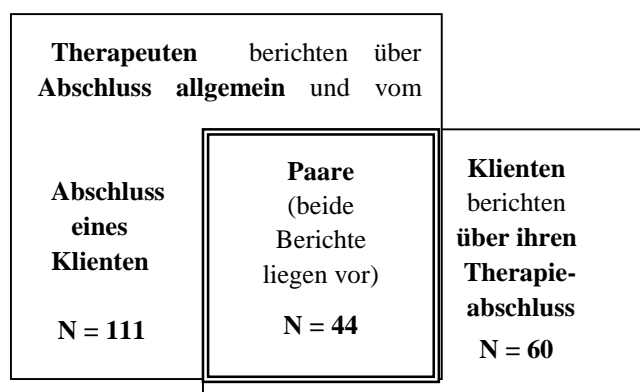 Therapeuten berichten über
Abschluss allgemein und vom
Abschluss
eines
Klienten
N = 111
Paare
(beide
Berichte
liegen vor)
N = 44
Klienten
berichten
über ihren
Therapie-
abschluss
N = 60